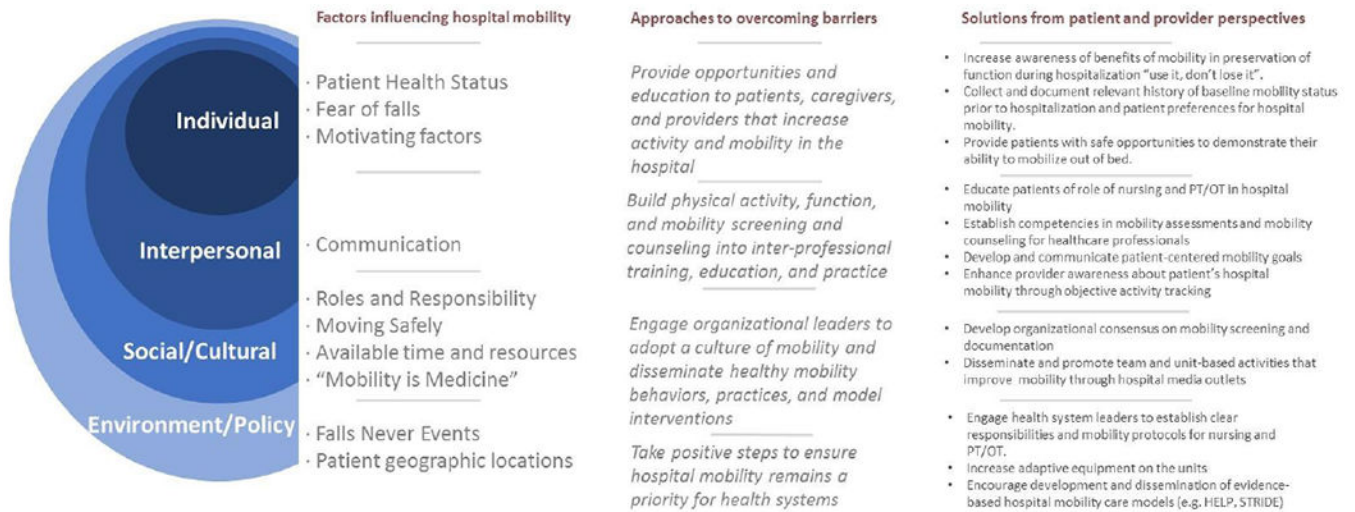 Factors influencing hospital mobility
Approaches to overcoming barriers
Solutions from patient and provider perspectives
Individual
Interpersonal
Social/Cultural
Environment/Policy
· Patient Health Status
· Fear of falls
· Motivating factors
· Communication
· Roles and Responsibility
· Moving Safely
· Available time and resources
· “Mobility is Medicine”
· Falls Never Events
· Patient geographic locations
Provide opportunities and
education to patients, caregivers,
and providers that increase
activity and mobility in the
hospital
Build physical activity, function,
and mobility screening and
counseling into inter-professional
training, education, and practice
Engage organizational leaders to
adopt a culture of mobility and
disseminate healthy mobility
behaviors, practices, and model
interventions
Take positive steps to ensure
hospital mobility remains a
priority for health systems
• Increase awareness of benefits of mobility in preservation of
function during hospitalization “use it, don’t lose it”.
• Collect and document relevant history of baseline mobility status
prior to hospitalization and patient preferences for hospital
mobility.
• Provide patients with safe opportunities to demonstrate their
ability to mobilize out of bed.
• Educate patients of role of nursing and PT/OT in hospital
mobility
• Establish competencies in mobility assessments and mobility
counseling for healthcare professionals
• Develop and communicate patient-centered mobility goals
• Enhance provider awareness about patient’s hospital
mobility through objective activity tracking
• Develop organizational consensus on mobility screening and
documentation
• Disseminate and promote team and unit-based activities that
improve mobility through hospital media outlets
• Engage health system leaders to establish clear
responsibilities and mobility protocols for nursing and
PT/OT.
• Increase adaptive equipment on the units
• Encourage development and dissemination of evidence-
based hospital mobility care models (e.g. HELP, STRIDE)